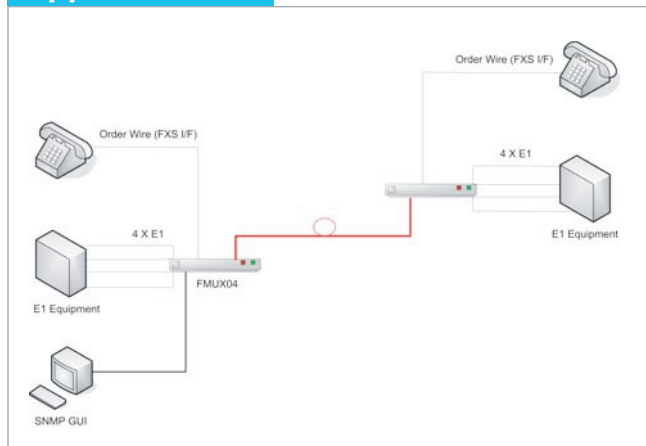 Order Wire (FXS I/F)
Order Wire (FXS I/F)
4 X E1
E1 Equipment
4 X E1
FMUX04
E1 Equipment
SNMP GUI